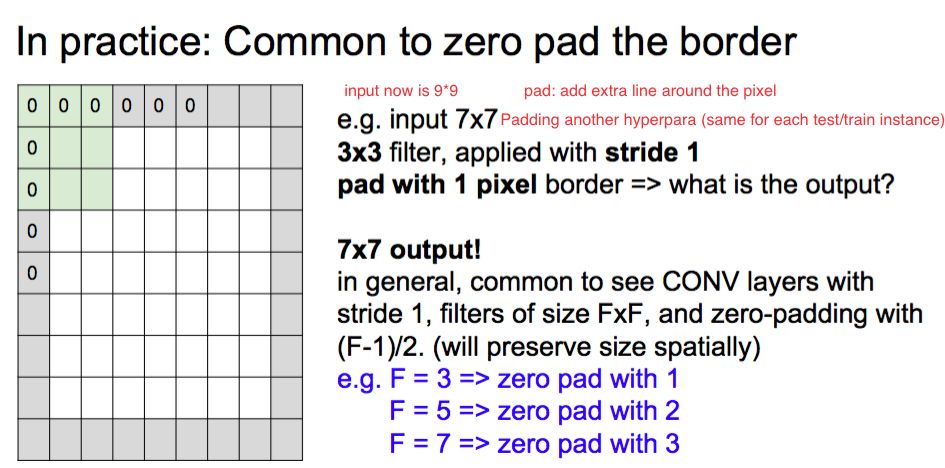 In practice: Common to zero pad the border
0 0 0 0 0 0
0
0
0
0
input now is 9*9 pad: add extra line around the pixel
e.g. input 7x7 Padding another hyperpara (same for each test/train instance)
3x3 filter, applied with stride 1
pad with 1 pixel border => what is the output?
7x7 output!
in general, common to see CONV layers with
stride 1, filters of size FxF, and zero-padding with
(F-1)/2. (will preserve size spatially)
e.g. F = 3 => zero pad with 1
F = 5 => zero pad with 2
F = 7 => zero pad with 3